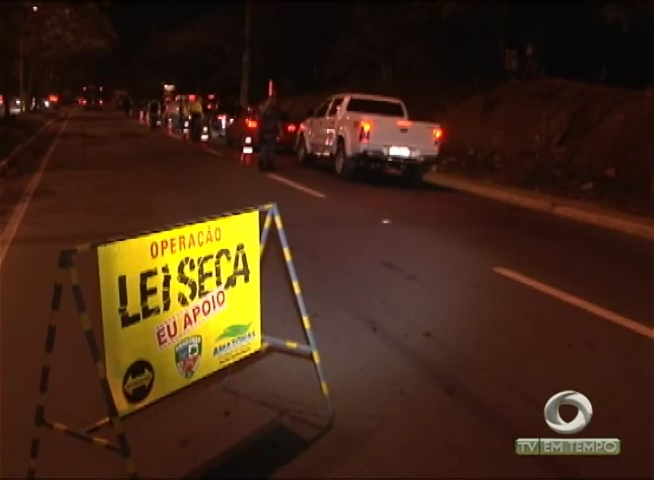 OPERAÇÃO
LEI SECA
EU APOIO
AMAZONAS
TV EM TEMPO